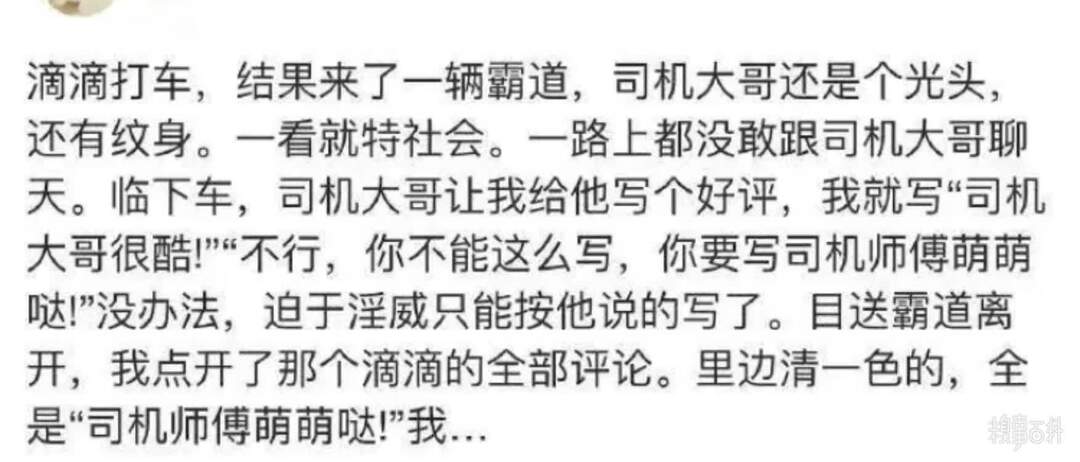 滴滴打车，结果来了一辆霸道，司机大哥还是个光头，
还有纹身。一看就特社会。一路上都没敢跟司机大哥聊
天。临下车，司机大哥让我给他写个好评，我就写“司机
大哥很酷!”“不行，你不能这么写，你要写司机师傅萌萌
哒!”没办法，迫于淫威只能按他说的写了。目送霸道离
开，我点开了那个滴滴的全部评论。里边清一色的，全
是“司机师傅萌萌哒!”我...
糗事百科